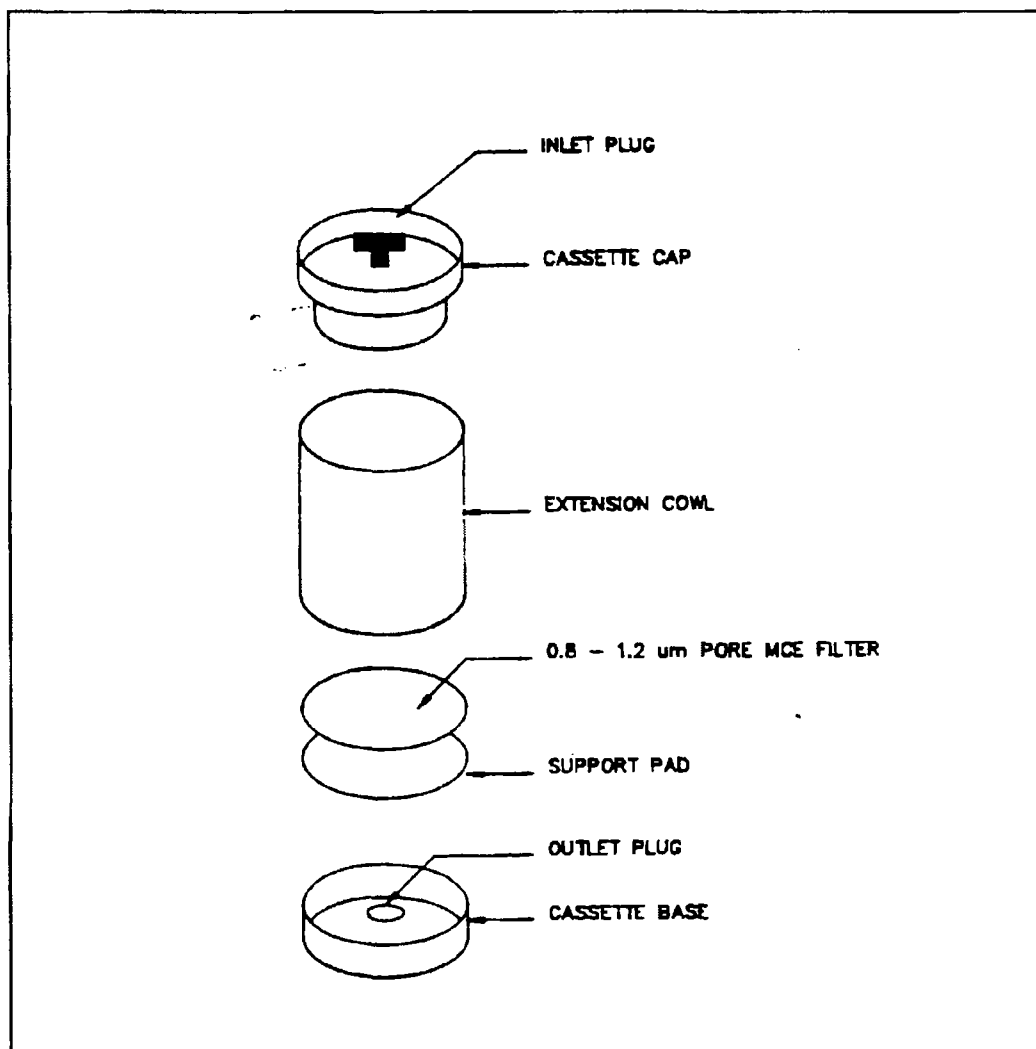 INLET PLUG
CASSETTE CAP
EXTENSION COWL
0.8 - 1.2 um PORE MCE FILTER
SUPPORT PAD
OUTLET PLUG
CASSETTE BASE